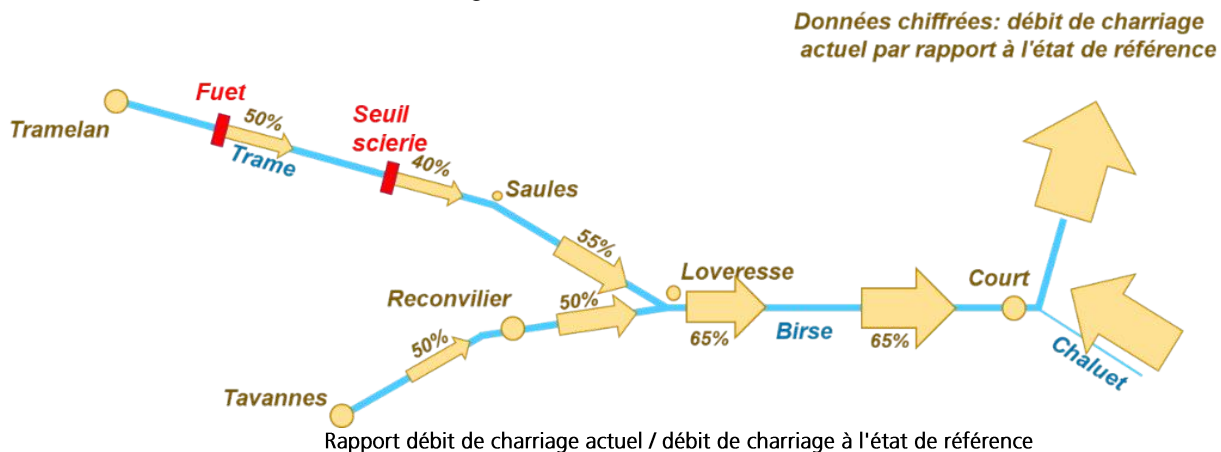 Données chiffrées: débit de charriage
actuel par rapport à l'état de référence
Fuet
50%
Seuil
scierie
Tramelan
Trame
40%
Saules
55%
Loveresse
Court
Reconvilier
50%
65%
Birse
65%
50%
Chaluet
Tavannes
Rapport débit de charriage actuel / débit de charriage à l'état de référence